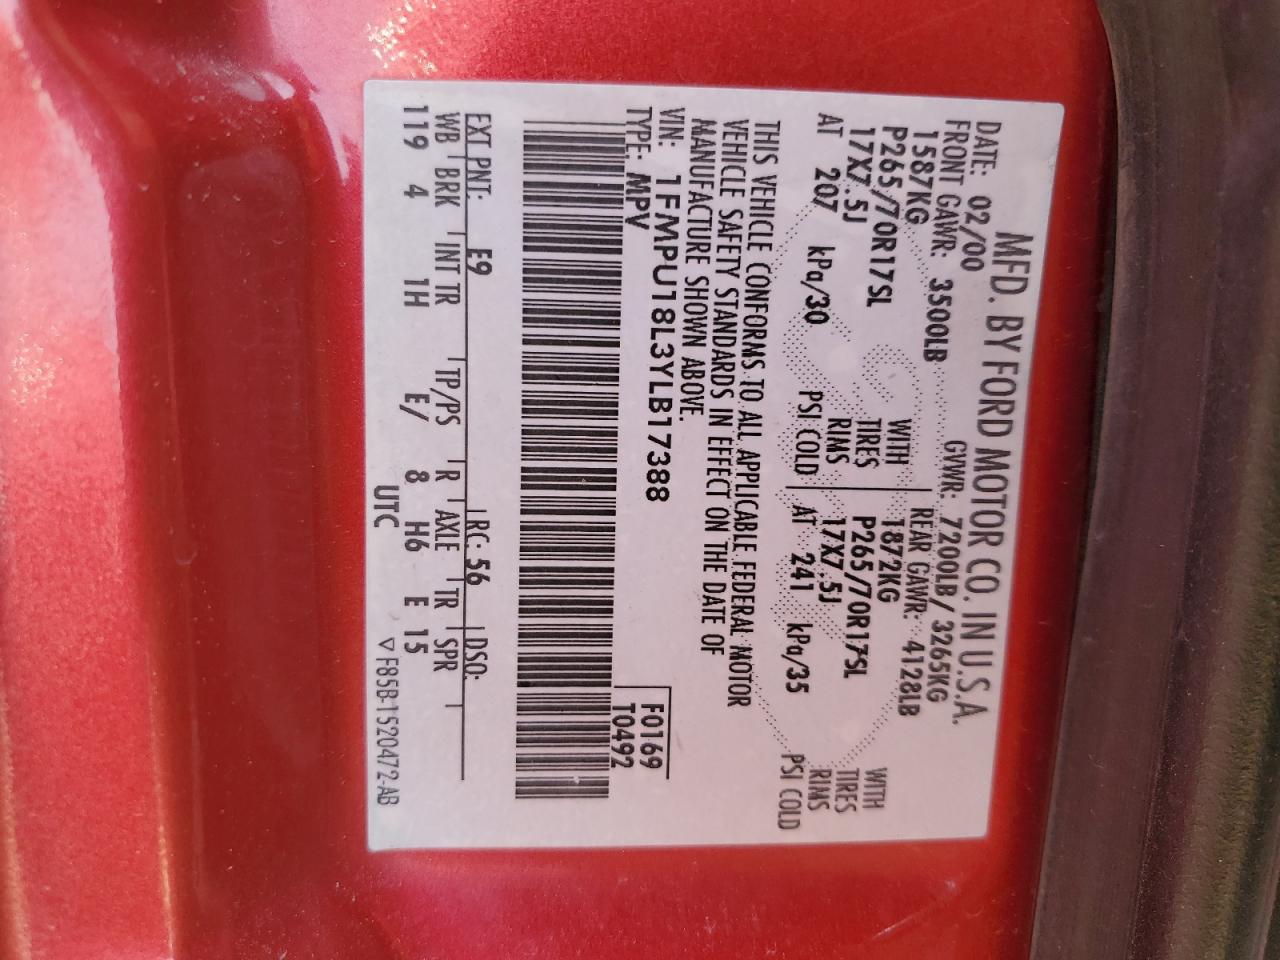 MFD. BY FORD MOTOR CO. IN U.S.A.
DATE: 02/00 GVWR: 7200LB/ 3265KG
FRONT GAWR: 3500LB REAR GAWR: 4128LB
1587KG WITH 1872KG WITH
P265/70R17SL TIRES P265/70R17SL TIRES
17X7.5J RIMS 17X7.5J RIMS
AT 207 kPa/30 PSI COLD AT 241 kPa/35 PSI COLD
THIS VEHICLE CONFORMS TO ALL APPLICABLE FEDERAL MOTOR
VEHICLE SAFETY STANDARDS IN EFFECT ON THE DATE OF
MANUFACTURE SHOWN ABOVE.
VIN: 1FMPU18L3YLB17388 F0169
TYPE: MPV T0492
EXT PNT: E9 RC: 56 DSO:
WB BRK INT TR TP/PS R AXLE TR SPR
119 4 1H E/ 8 H6 E 15
UTC ▽ F85B-1520472-AB